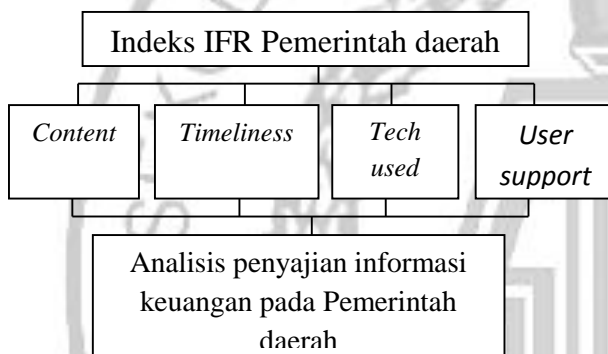 Indeks IFR Pemerintah daerah
Content
Timeliness
Tech
used
User
support
Analisis penyajian informasi
keuangan pada Pemerintah
daerah